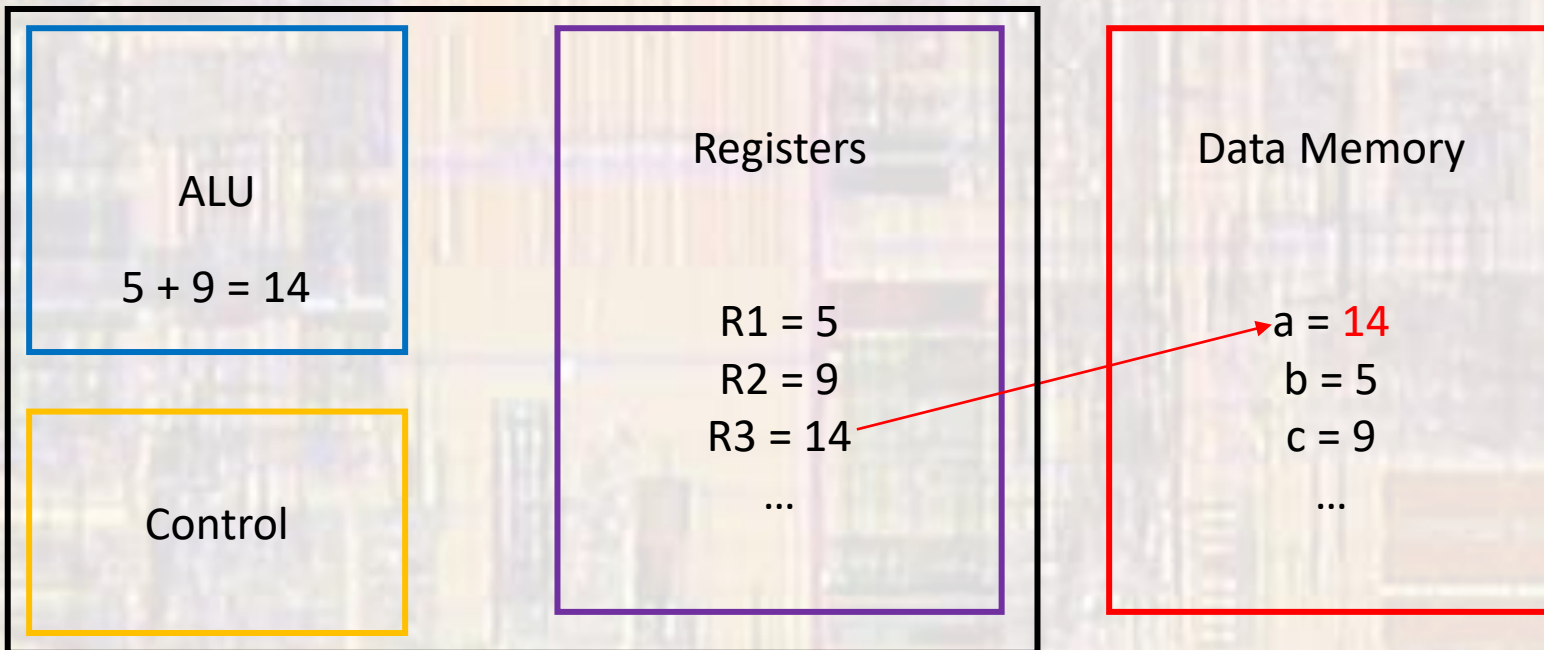 ALU
5 + 9 = 14
Control
Registers
R1 = 5
R2 = 9
R3 = 14
...
Data Memory
a = 14
b = 5
c = 9
...